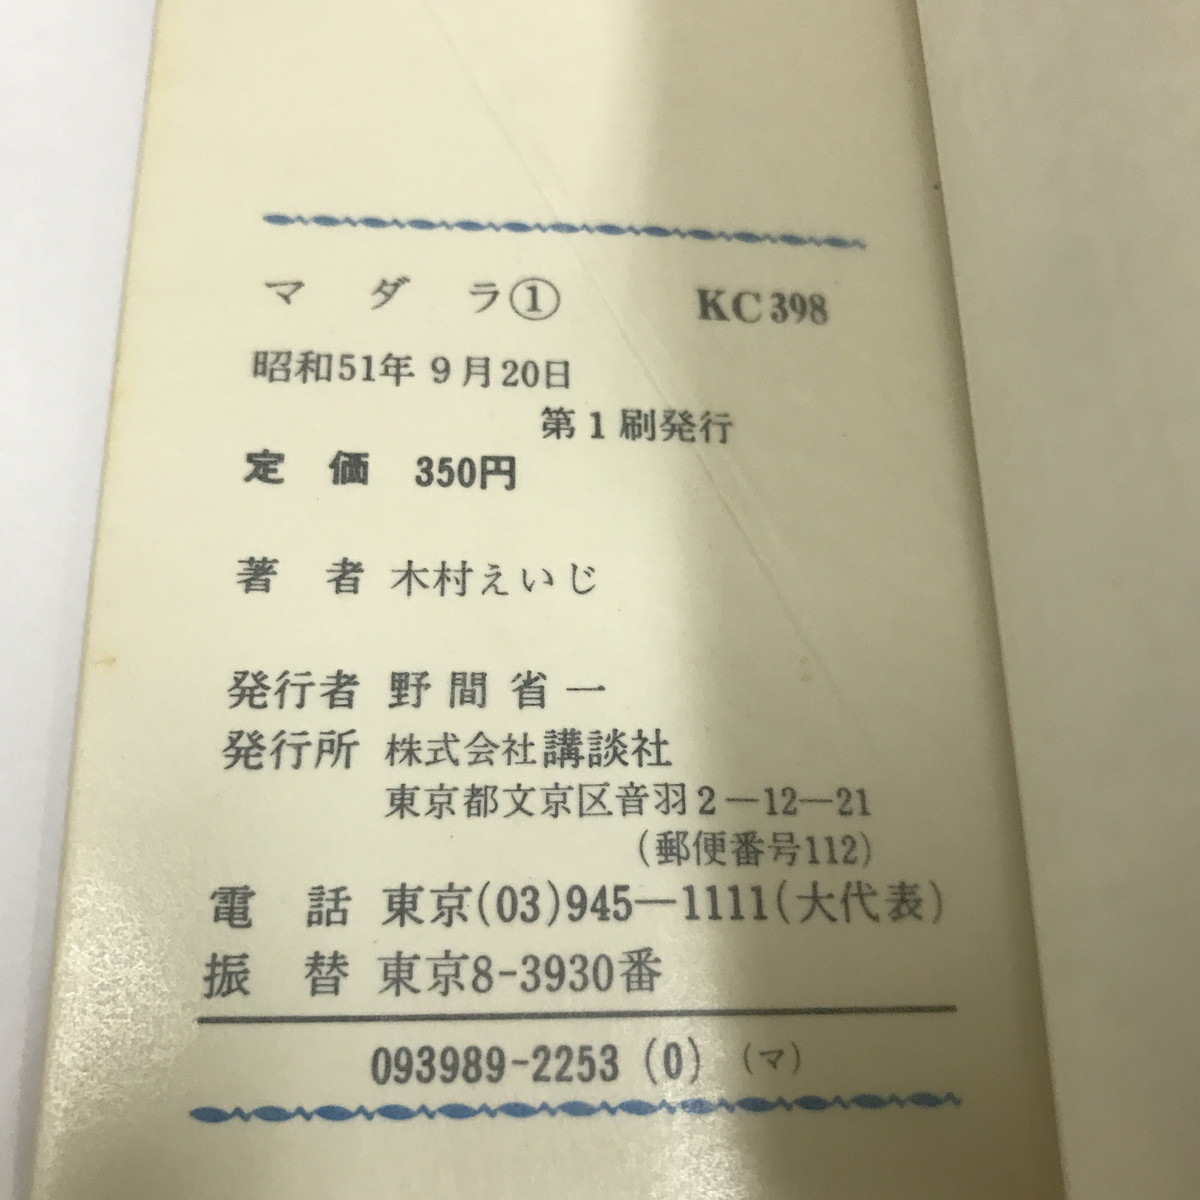 マダラ① KC398
昭和51年9月20日
第1刷発行
定価 350円
著者 木村えいじ
発行者 野間省一
発行所 株式会社講談社
東京都文京区音羽2―12―21
(郵便番号112)
電話 東京(03)945―1111(大代表)
振替 東京8-3930番
093989-2253 (0) (マ)